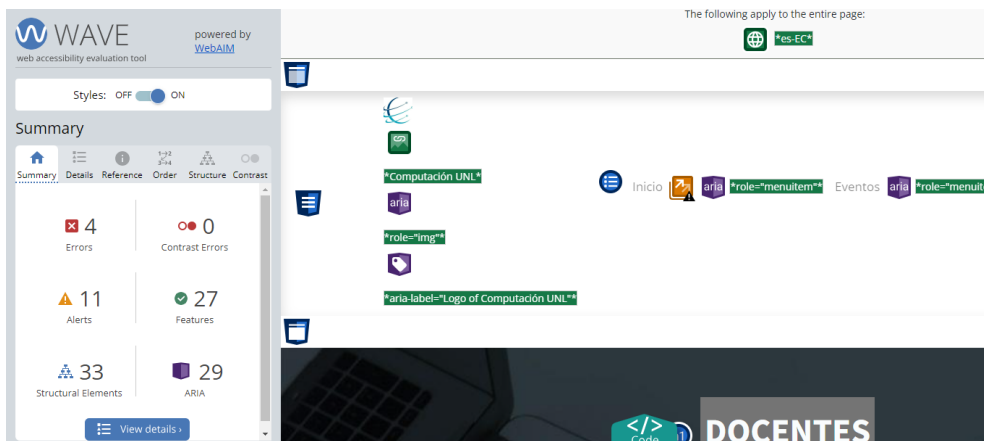 WAVE
web accessibility evaluation tool
powered by
WebAIM
Styles: OFF ON
Summary
Summary Details Reference Order Structure Contrast
4
Errors
0
Contrast Errors
11
Alerts
27
Features
33
Structural Elements
29
ARIA
View details ›
The following apply to the entire page:
*es-EC*
*Computación UNL*
aria
*role="img"*
*aria-label="Logo of Computación UNL"*
Inicio aria *role="menuitem"* Eventos aria *role="menuite
</>
Code
DOCENTES